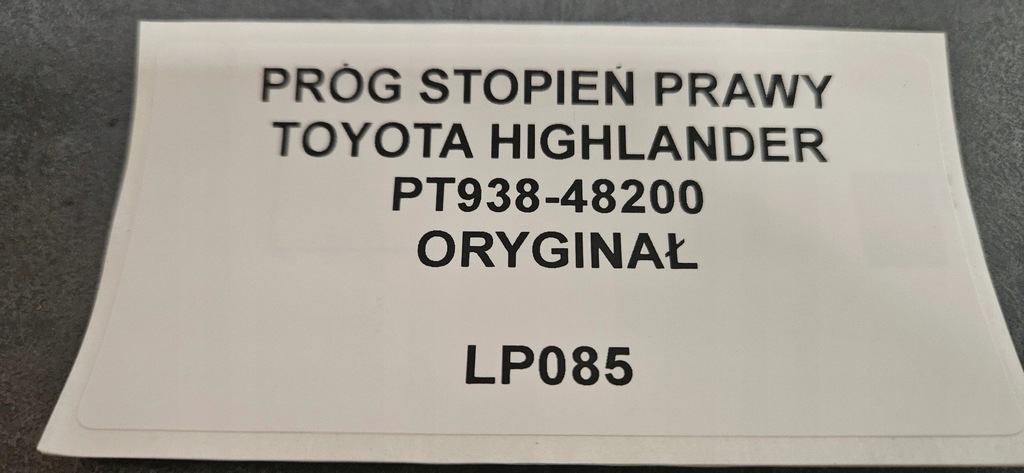 PRÓG STOPIEŃ PRAWY
TOYOTA HIGHLANDER
PT938-48200
ORYGINAŁ
LP085